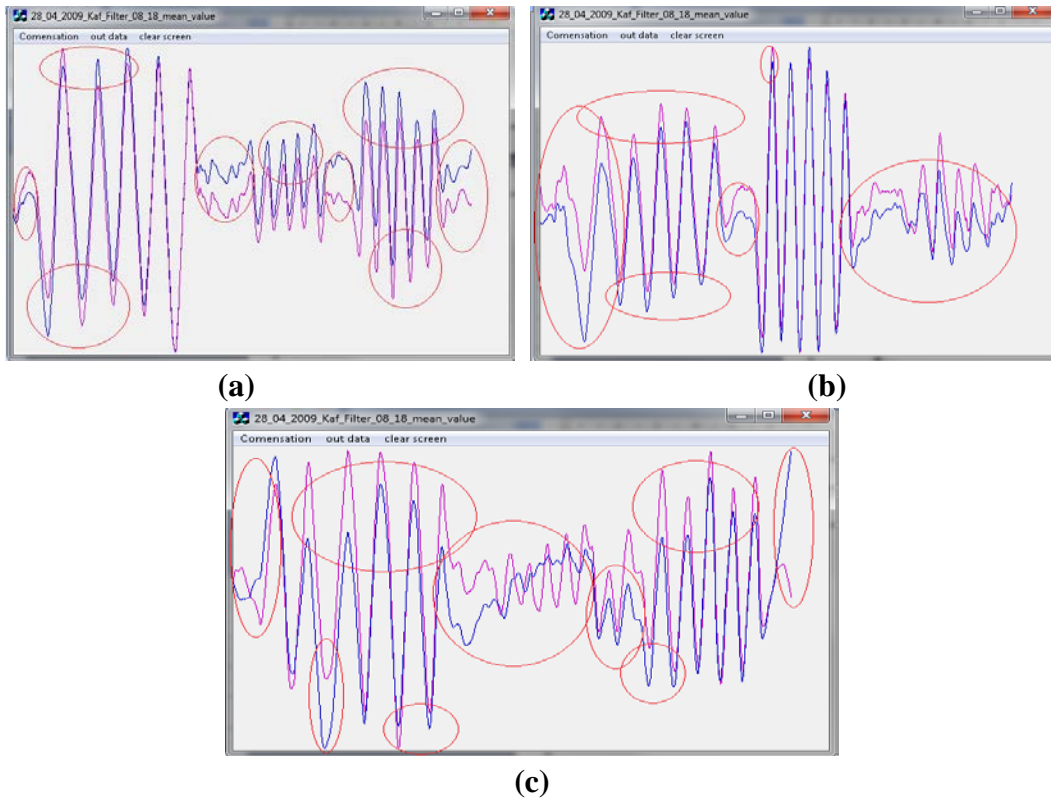 28_04_2009_Kaf_Filter_08_18_mean_value
Comensation out data clear screen
28_04_2009_Kaf_Filter_08_18_mean_value
Comensation out data clear screen
(a)
(b)
28_04_2009_Kaf_Filter_08_18_mean_value
Comensation out data clear screen
(c)